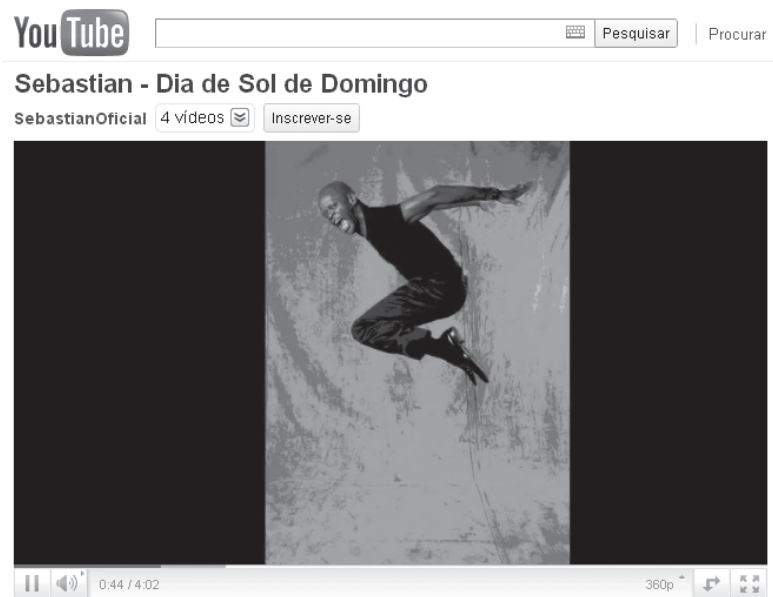 YouTube Pesquisar Procurar
Sebastian - Dia de Sol de Domingo
SebastianOficial 4 vídeos Inscrever-se
0:44 / 4:02 360p